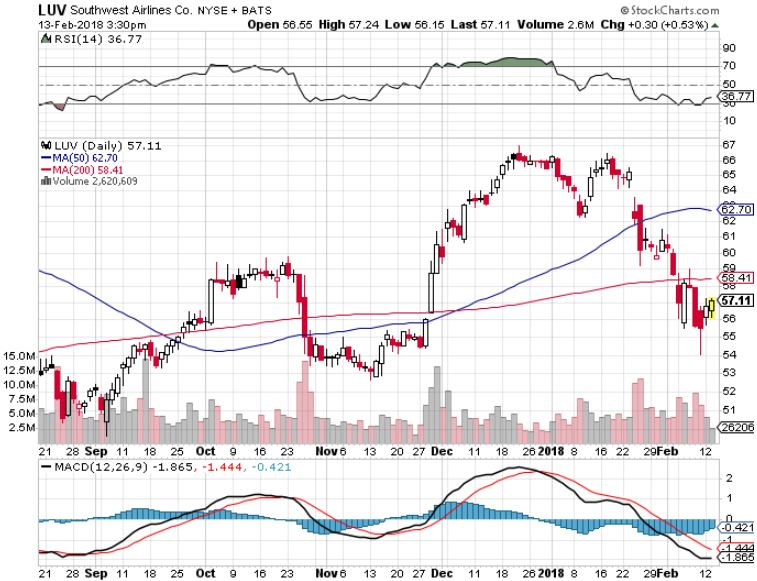 LUV Southwest Airlines Co. NYSE + BATS © StockCharts.com
13-Feb-2018 3:30pm Open 56.55 High 57.24 Low 56.15 Last 57.11 Volume 2.6M Chg +0.30 (+0.53%)
RSI(14) 36.77
90
70
50
36.77
30
10
LUV (Daily) 57.11
MA(50) 62.70
MA(200) 58.41
Volume 2,620,609
67
66
65
64
62.70
62
61
60
59
58.41
58
57.11
56
55
54
53
52
51
15.0M
12.5M
10.0M
7.5M
5.0M
2.5M
26206
21 28 Sep 11 18 25 Oct 9 16 23 Nov 6 13 20 27 Dec 11 18 26 2018 8 16 22 29 Feb 12
MACD(12,26,9) -1.865, -1.444, -0.421
2
1
0
-0.421
-1
-1.444
-1.865
21 28 Sep 11 18 25 Oct 9 16 23 Nov 6 13 20 27 Dec 11 18 26 2018 8 16 22 29 Feb 12